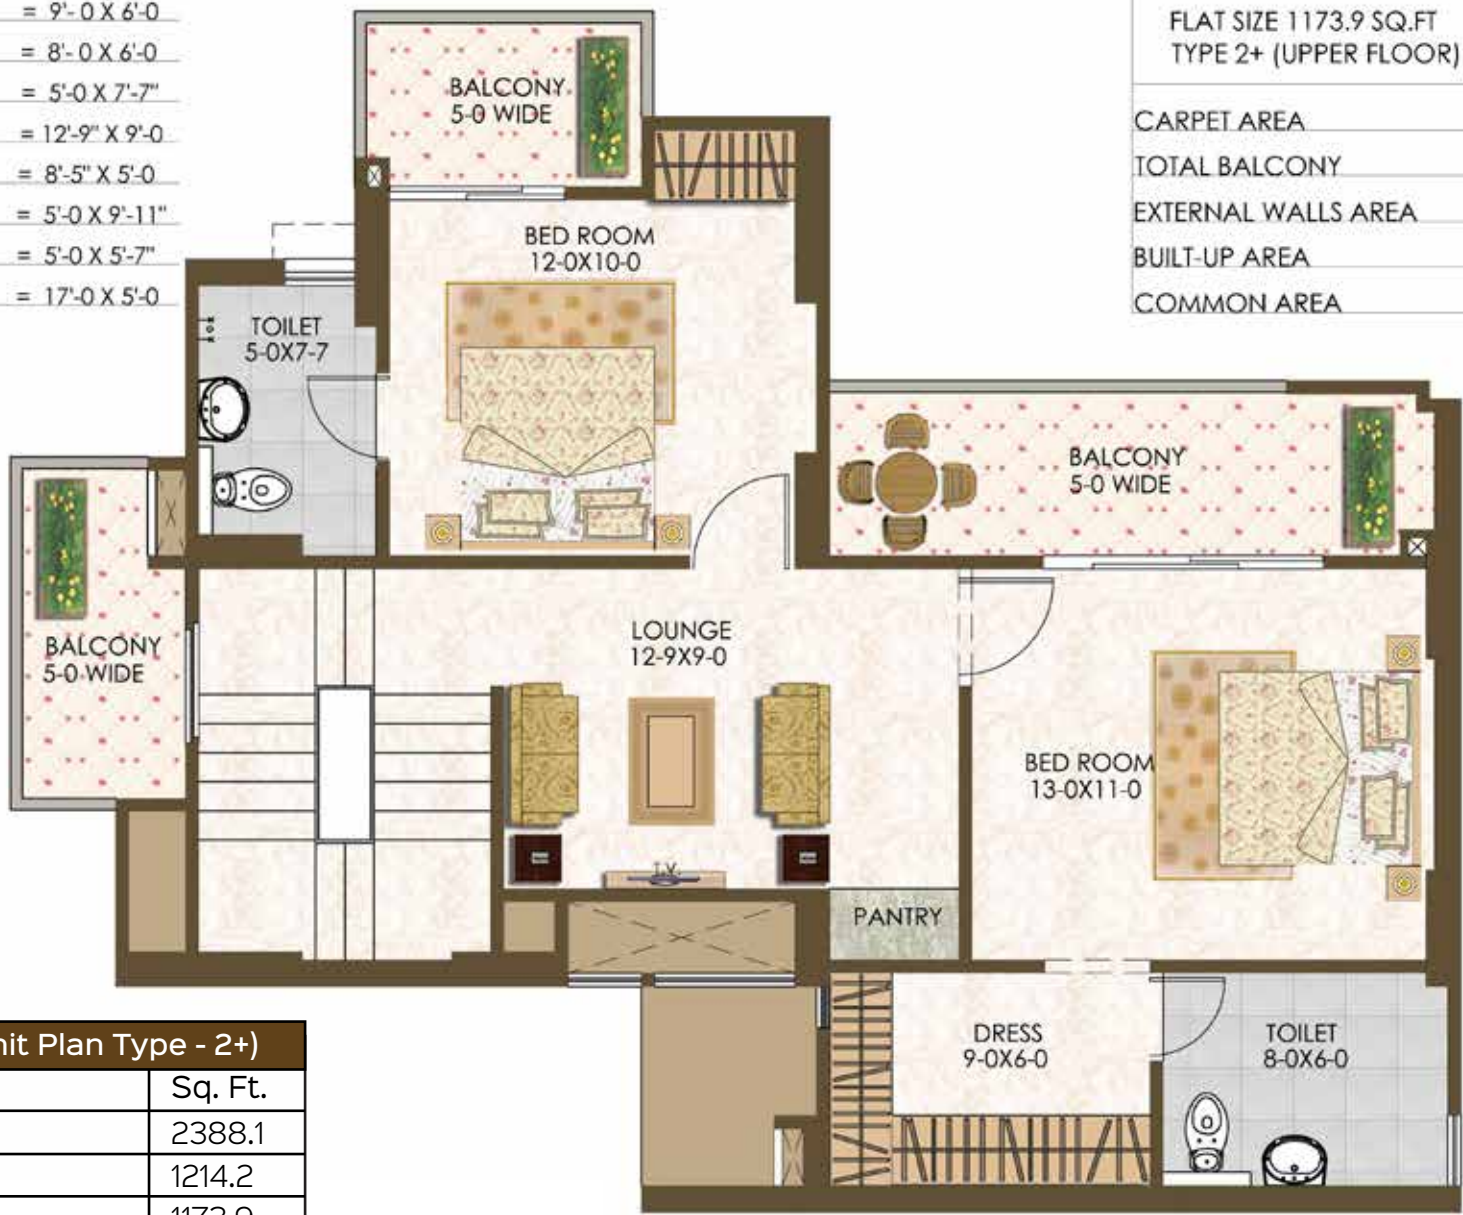 = 9'- 0 X 6'-0
= 8'- 0 X 6'-0
= 5'-0 X 7'-7"
= 12'-9" X 9'-0
= 8'-5" X 5'-0
= 5'-0 X 9'-11"
= 5'-0 X 5'-7"
= 17'-0 X 5'-0
FLAT SIZE 1173.9 SQ.FT
TYPE 2+ (UPPER FLOOR)
CARPET AREA
TOTAL BALCONY
EXTERNAL WALLS AREA
BUILT-UP AREA
COMMON AREA
BALCONY
5-0 WIDE
BED ROOM
12-0X10-0
TOILET
5-0X7-7
BALCONY
5-0 WIDE
BALCONY
5-0 WIDE
LOUNGE
12-9X9-0
BED ROOM
13-0X11-0
T.V.
PANTRY
DRESS
9-0X6-0
TOILET
8-0X6-0
Plan Type - 2+)
Sq. Ft.
2388.1
1214.2
1173.9